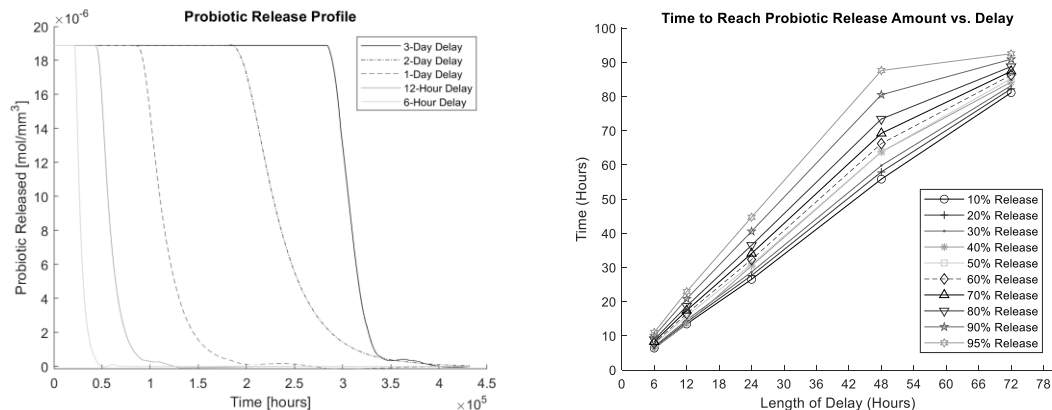 Probiotic Release Profile
×10⁻⁶
20
18
16
14
12
10
8
6
4
2
0
Probiotic Released [mol/mm³]
3-Day Delay
2-Day Delay
1-Day Delay
12-Hour Delay
6-Hour Delay
0 0.5 1 1.5 2 2.5 3 3.5 4 4.5
Time [hours]
×10⁵
Time to Reach Probiotic Release Amount vs. Delay
100
90
80
70
60
50
40
30
20
10
0
Time (Hours)
10% Release
20% Release
30% Release
40% Release
50% Release
60% Release
70% Release
80% Release
90% Release
95% Release
0 6 12 18 24 30 36 42 48 54 60 66 72 78
Length of Delay (Hours)